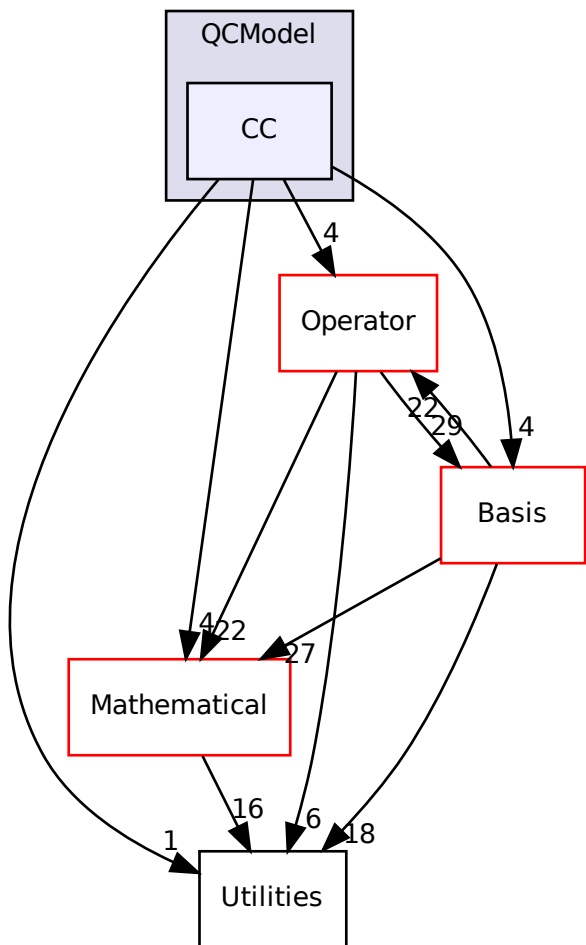 QCModel
CC
4
Operator
22
29
4
Basis
4
22
27
Mathematical
16
6
18
1
Utilities